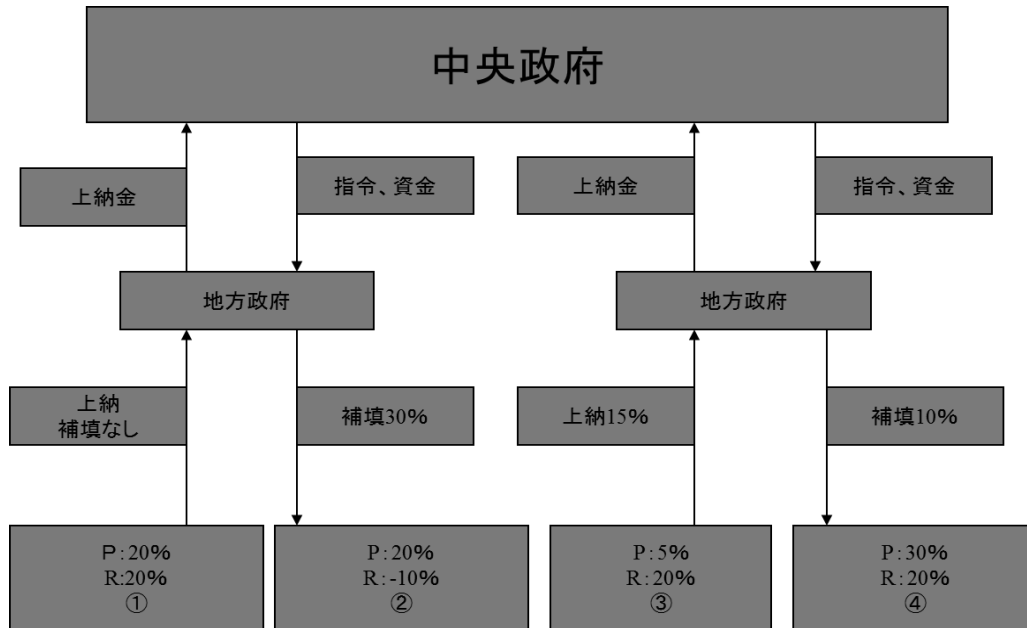 中央政府
上納金
指令、資金
上納金
指令、資金
地方政府
地方政府
上納
補填なし
補填30%
上納15%
補填10%
P:20%
R:20%
①
P:20%
R:-10%
②
P:5%
R:20%
③
P:30%
R:20%
④